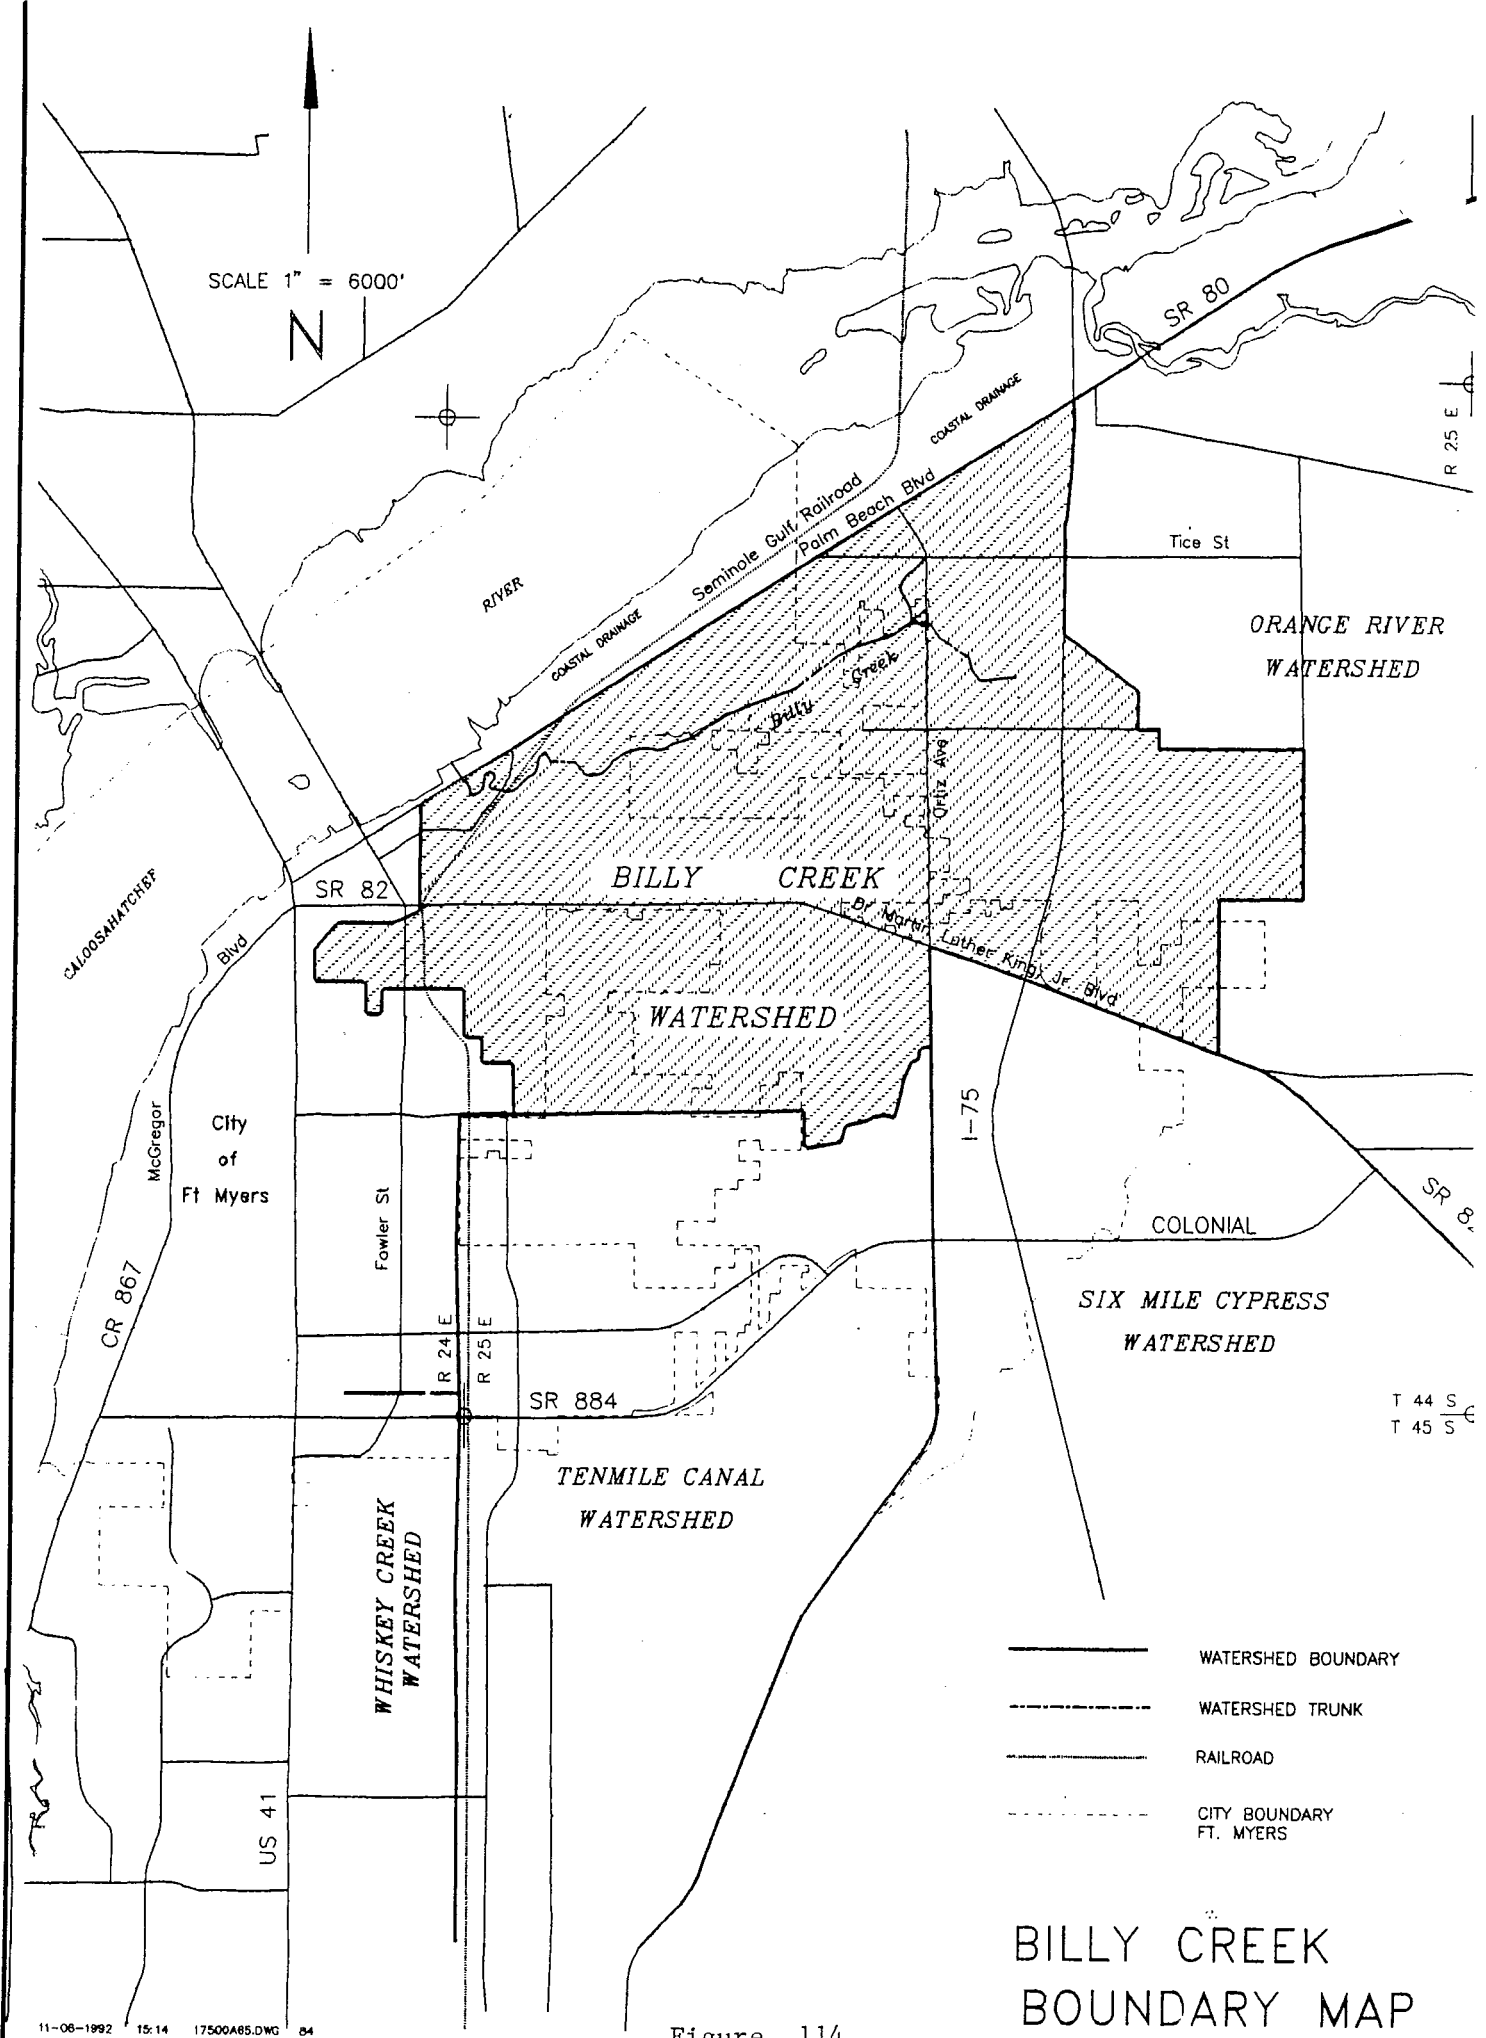 SCALE 1" = 6000'
N
SR 80
COASTAL DRAINAGE
R 25 E
Seminole Gulf Railroad
Palm Beach Blvd
Tice St
RIVER
COASTAL DRAINAGE
ORANGE RIVER
WATERSHED
Billy Creek
Ortiz Ave
CALOOSAHATCHEE
SR 82
BILLY CREEK
WATERSHED
Dr Martin Luther King, Jr. Blvd
Blvd
McGregor
City
of
Ft Myers
I-75
Fowler St
COLONIAL
SR 82
CR 867
R 24 E
R 25 E
SIX MILE CYPRESS
WATERSHED
SR 884
T 44 S
T 45 S
TENMILE CANAL
WATERSHED
WHISKEY CREEK
WATERSHED
US 41
WATERSHED BOUNDARY
WATERSHED TRUNK
RAILROAD
CITY BOUNDARY
FT. MYERS
BILLY CREEK
BOUNDARY MAP
11-06-1992 15:14 17500A65.DWG 84
Figure 114